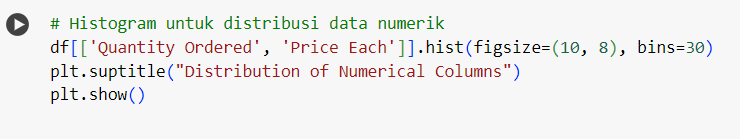 # Histogram untuk distribusi data numerik
df[['Quantity Ordered', 'Price Each']].hist(figsize=(10, 8), bins=30)
plt.suptitle("Distribution of Numerical Columns")
plt.show()